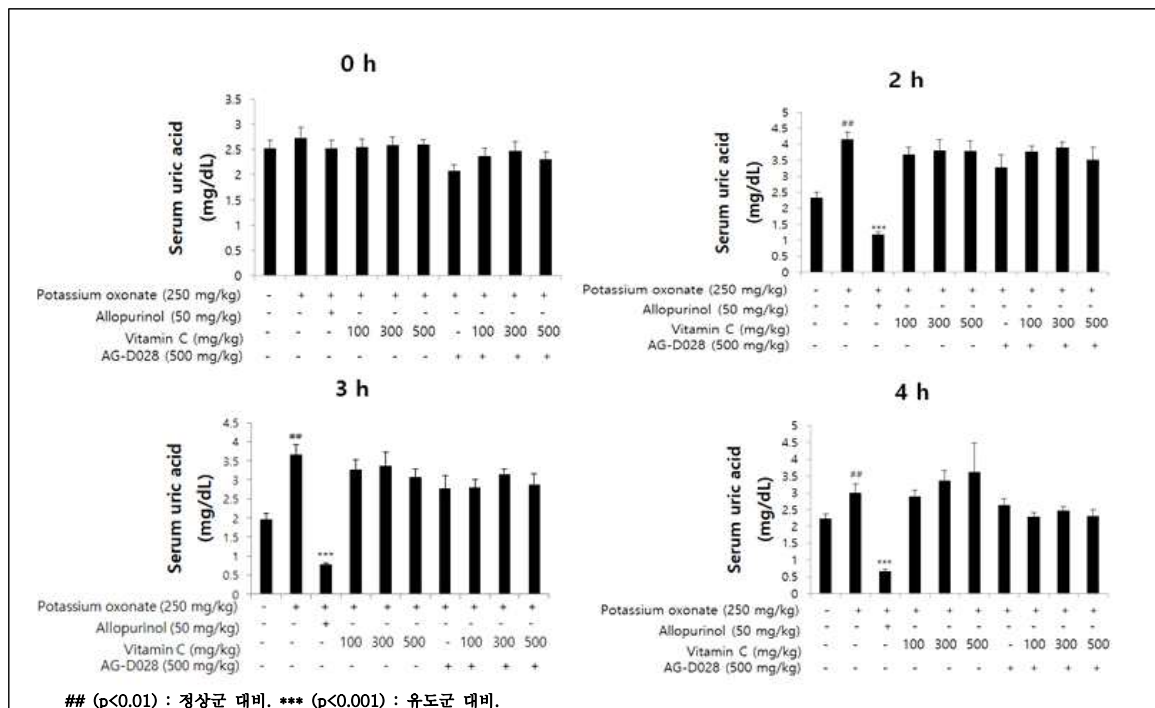 0 h
3.5
3
2.5
2
1.5
1
0.5
0
Serum uric acid
(mg/dL)
Potassium oxonate (250 mg/kg) - + + + + + + + + +
Allopurinol (50 mg/kg) - - + - - - - - - -
Vitamin C (mg/kg) - - - 100 300 500 - 100 300 500
AG-D028 (500 mg/kg) - - - - - - + + + +
2 h
5
4.5
4
3.5
3
2.5
2
1.5
1
0.5
0
Serum uric acid
(mg/dL)
##
***
Potassium oxonate (250 mg/kg) - + + + + + + + + +
Allopurinol (50 mg/kg) - - + - - - - - - -
Vitamin C (mg/kg) - - - 100 300 500 - 100 300 500
AG-D028 (500 mg/kg) - - - - - - + + + +
3 h
4.5
4
3.5
3
2.5
2
1.5
1
0.5
0
Serum uric acid
(mg/dL)
##
***
Potassium oxonate (250 mg/kg) - + + + + + + + + +
Allopurinol (50 mg/kg) - - + - - - - - - -
Vitamin C (mg/kg) - - - 100 300 500 - 100 300 500
AG-D028 (500 mg/kg) - - - - - - + + + +
4 h
5
4.5
4
3.5
3
2.5
2
1.5
1
0.5
0
Serum uric acid
(mg/dL)
##
***
Potassium oxonate (250 mg/kg) - + + + + + + + + +
Allopurinol (50 mg/kg) - - + - - - - - - -
Vitamin C (mg/kg) - - - 100 300 500 - 100 300 500
AG-D028 (500 mg/kg) - - - - - - + + + +
## (p<0.01) : 정상군 대비. *** (p<0.001) : 유도군 대비.